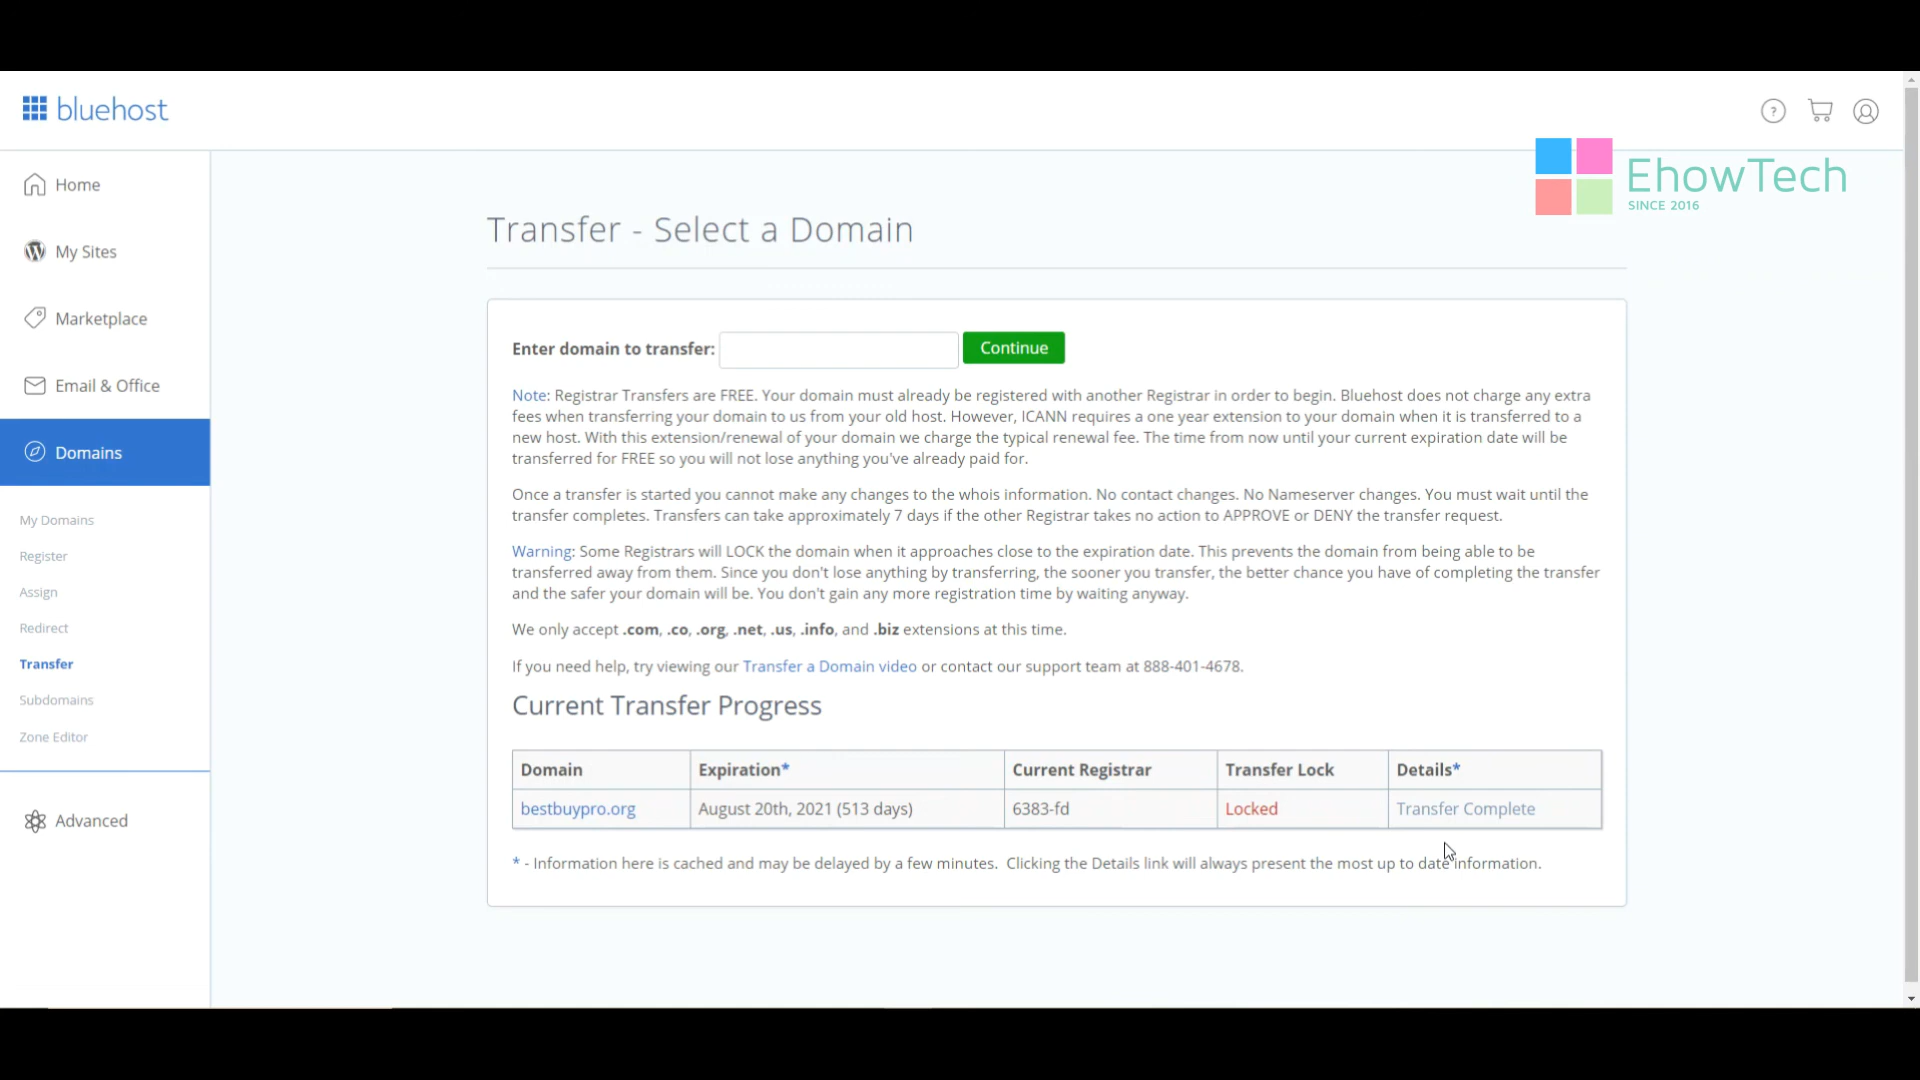 bluehost
?
EhowTech
SINCE 2016
Home
My Sites
Marketplace
Email & Office
Domains
My Domains
Register
Assign
Redirect
Transfer
Subdomains
Zone Editor
Advanced
Transfer - Select a Domain
Enter domain to transfer:
Continue
Note: Registrar Transfers are FREE. Your domain must already be registered with another Registrar in order to begin. Bluehost does not charge any extra
fees when transferring your domain to us from your old host. However, ICANN requires a one year extension to your domain when it is transferred to a
new host. With this extension/renewal of your domain we charge the typical renewal fee. The time from now until your current expiration date will be
transferred for FREE so you will not lose anything you've already paid for.
Once a transfer is started you cannot make any changes to the whois information. No contact changes. No Nameserver changes. You must wait until the
transfer completes. Transfers can take approximately 7 days if the other Registrar takes no action to APPROVE or DENY the transfer request.
Warning: Some Registrars will LOCK the domain when it approaches close to the expiration date. This prevents the domain from being able to be
transferred away from them. Since you don't lose anything by transferring, the sooner you transfer, the better chance you have of completing the transfer
and the safer your domain will be. You don't gain any more registration time by waiting anyway.
We only accept .com, .co, .org, .net, .us, .info, and .biz extensions at this time.
If you need help, try viewing our Transfer a Domain video or contact our support team at 888-401-4678.
Current Transfer Progress
Domain Expiration* Current Registrar Transfer Lock Details*
bestbuypro.org August 20th, 2021 (513 days) 6383-fd Locked Transfer Complete
* - Information here is cached and may be delayed by a few minutes. Clicking the Details link will always present the most up to date information.